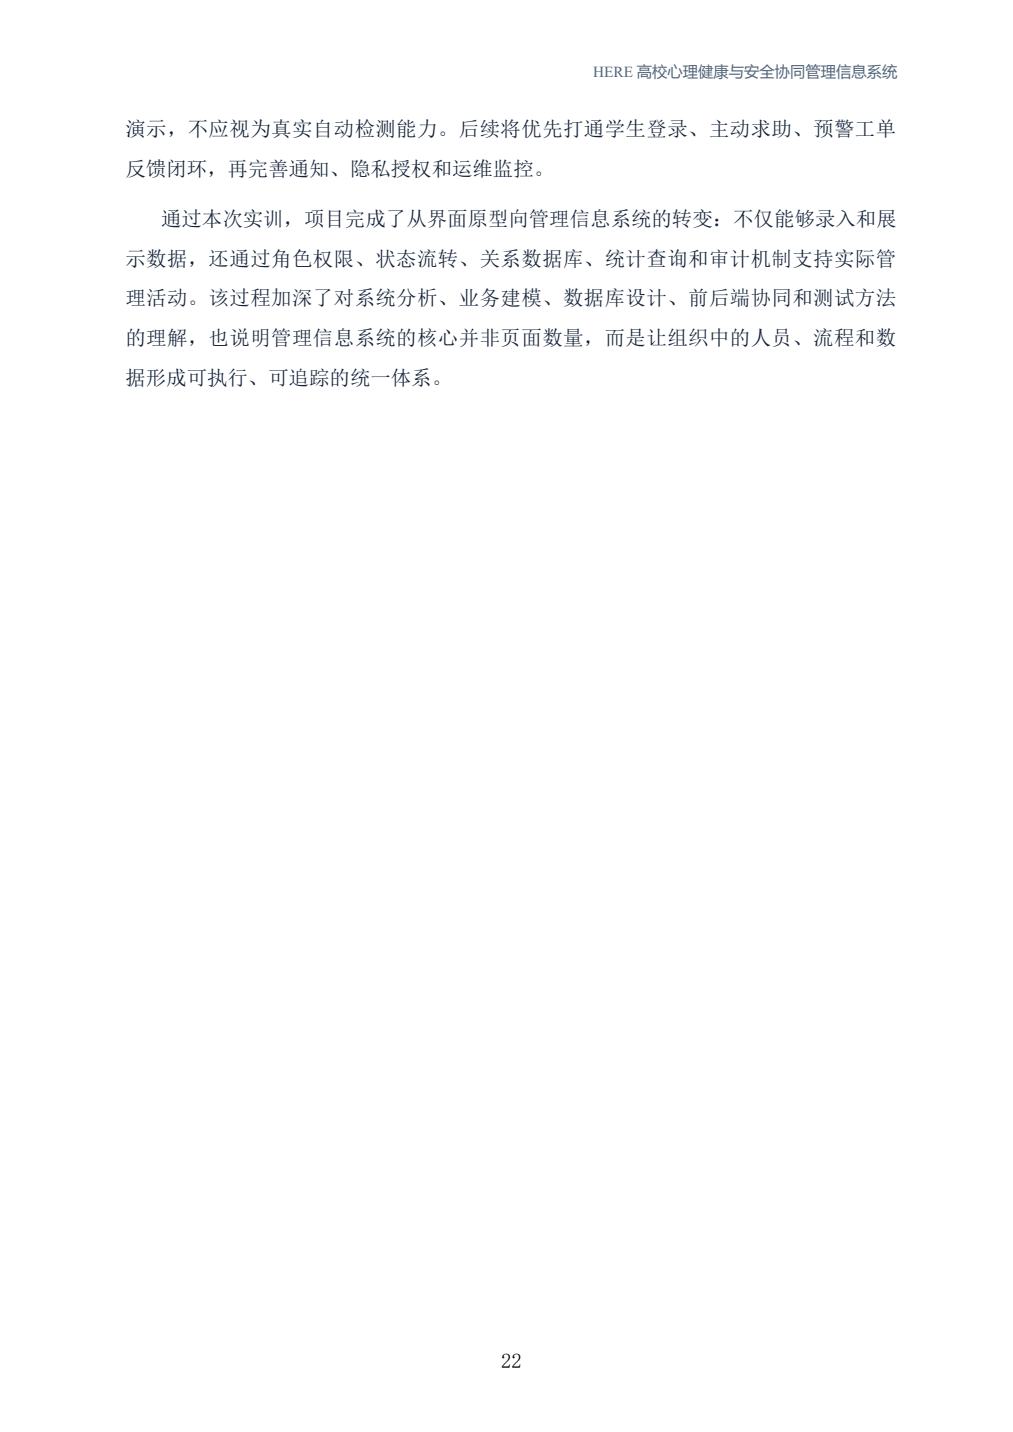 HERE 高校心理健康与安全协同管理信息系统
演示，不应视为真实自动检测能力。后续将优先打通学生登录、主动求助、预警工单
反馈闭环，再完善通知、隐私授权和运维监控。
通过本次实训，项目完成了从界面原型向管理信息系统的转变：不仅能够录入和展
示数据，还通过角色权限、状态流转、关系数据库、统计查询和审计机制支持实际管
理活动。该过程加深了对系统分析、业务建模、数据库设计、前后端协同和测试方法
的理解，也说明管理信息系统的核心并非页面数量，而是让组织中的人员、流程和数
据形成可执行、可追踪的统一体系。
22